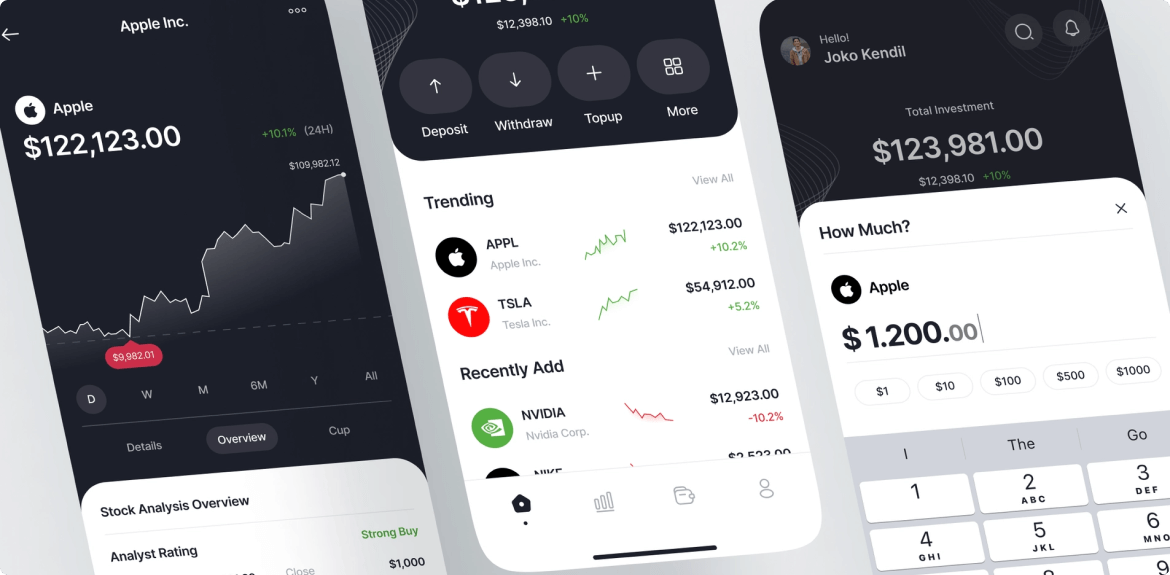 Apple Inc.
Apple
$122,123.00
+10.1% (24H)
$109,982.12
$9,982.01
D W M 6M Y All
Details Overview Cup
Stock Analysis Overview
Analyst Rating Strong Buy
Close $1,000
$12,398.10 +10%
Deposit Withdraw Topup More
Trending View All
APPL $122,123.00
Apple Inc. +10.2%
TSLA $54,912.00
Tesla Inc. +5.2%
Recently Add View All
NVIDIA $12,923.00
Nvidia Corp. -10.2%
NIKE $2,523.00
Hello!
Joko Kendil
Total Investment
$123,981.00
$12,398.10 +10%
How Much?
Apple
$1.200.00
$1 $10 $100 $500 $1000
I The Go
1 2 3
ABC DEF
4 5 6
GHI JKL MNO
8 9